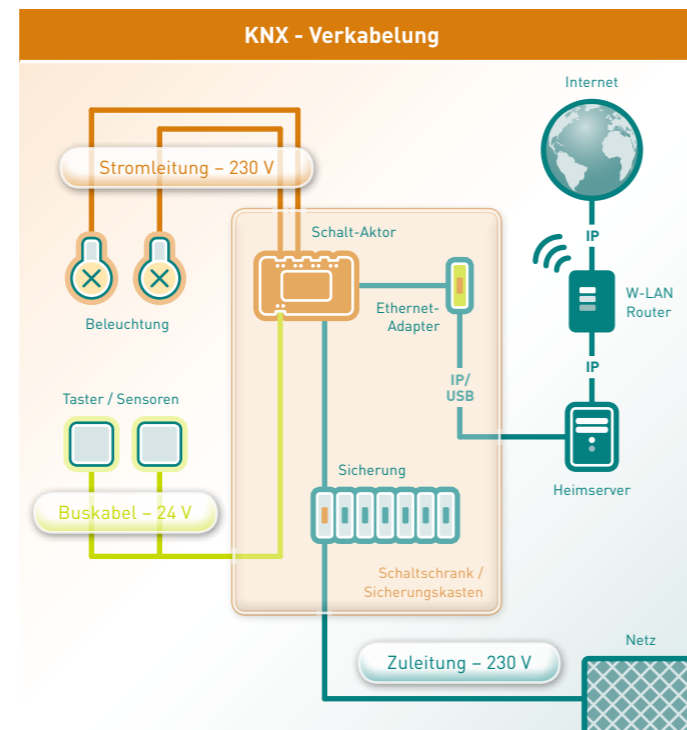 KNX - Verkabelung
Internet
Stromleitung – 230 V
Schalt-Aktor
IP
W-LAN
Router
Ethernet-
Adapter
Beleuchtung
IP
IP/
USB
Taster / Sensoren
Sicherung
Heimserver
Buskabel – 24 V
Schaltschrank /
Sicherungskasten
Netz
Zuleitung – 230 V